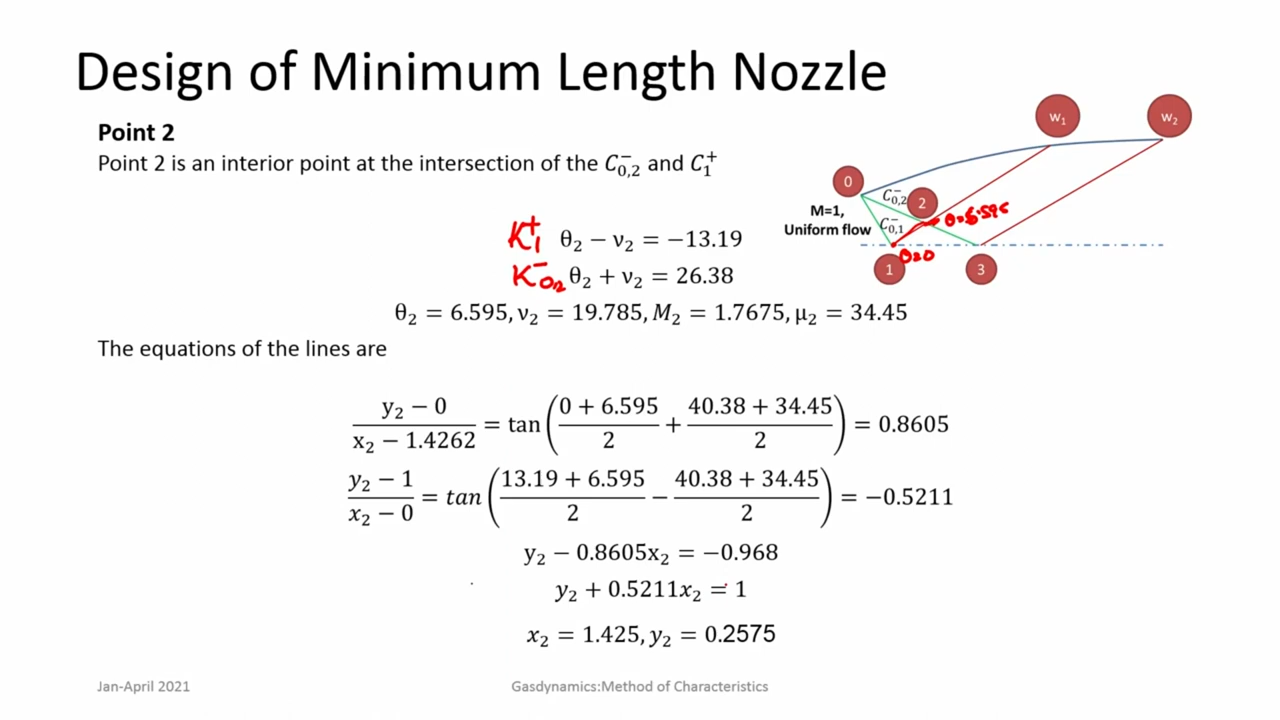 Design of Minimum Length Nozzle
Point 2
Point 2 is an interior point at the intersection of the C⁻₀,₂ and C⁺₁
K⁺₁ θ₂ − ν₂ = −13.19
K⁻₀,₂ θ₂ + ν₂ = 26.38
θ₂ = 6.595, ν₂ = 19.785, M₂ = 1.7675, μ₂ = 34.45
The equations of the lines are
(y₂ − 0)/(x₂ − 1.4262) = tan((0 + 6.595)/2 + (40.38 + 34.45)/2) = 0.8605
(y₂ − 1)/(x₂ − 0) = tan((13.19 + 6.595)/2 − (40.38 + 34.45)/2) = −0.5211
y₂ − 0.8605x₂ = −0.968
y₂ + 0.5211x₂ = 1
x₂ = 1.425, y₂ = 0.2575
w₁
w₂
0
C⁻₀,₂
2
θ=6.595
M=1,
Uniform flow
C⁻₀,₁
θ=0
1
3
Jan-April 2021
Gasdynamics:Method of Characteristics